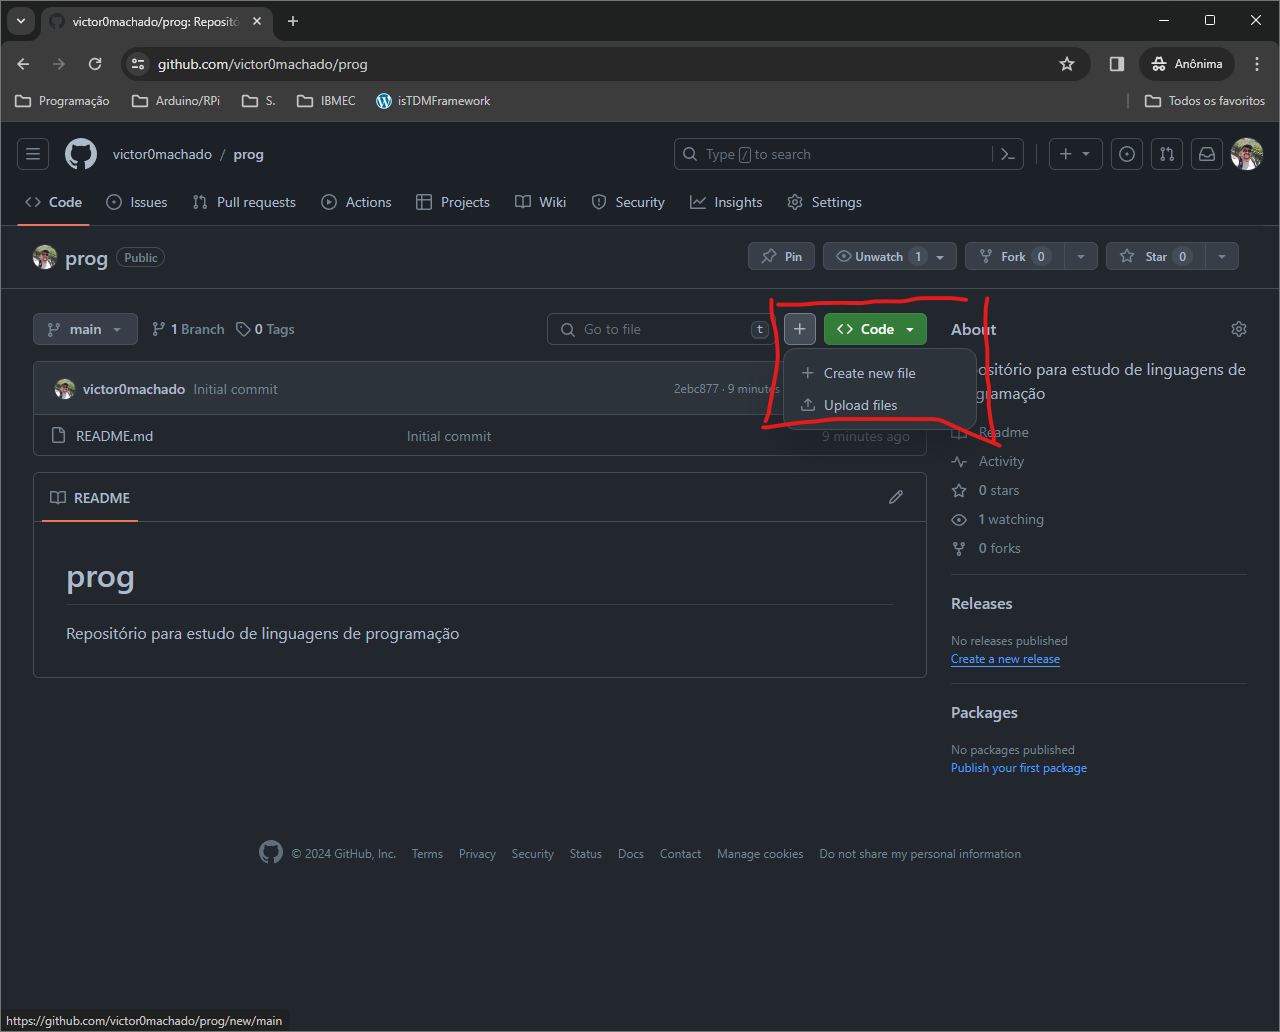 victor0machado/prog: Repositó
github.com/victor0machado/prog
Anônima
Programação
Arduino/RPi
S.
IBMEC
isTDMFramework
Todos os favoritos
victor0machado / prog
Type / to search
Code
Issues
Pull requests
Actions
Projects
Wiki
Security
Insights
Settings
prog Public
Pin
Unwatch 1
Fork 0
Star 0
main
1 Branch
0 Tags
Go to file t
Code
Create new file
Upload files
victor0machado Initial commit
2ebc877 · 9 minutes
README.md
Initial commit
9 minutes ago
README
prog
Repositório para estudo de linguagens de programação
About
ositório para estudo de linguagens de
gramação
Readme
Activity
0 stars
1 watching
0 forks
Releases
No releases published
Create a new release
Packages
No packages published
Publish your first package
© 2024 GitHub, Inc.
Terms
Privacy
Security
Status
Docs
Contact
Manage cookies
Do not share my personal information
https://github.com/victor0machado/prog/new/main